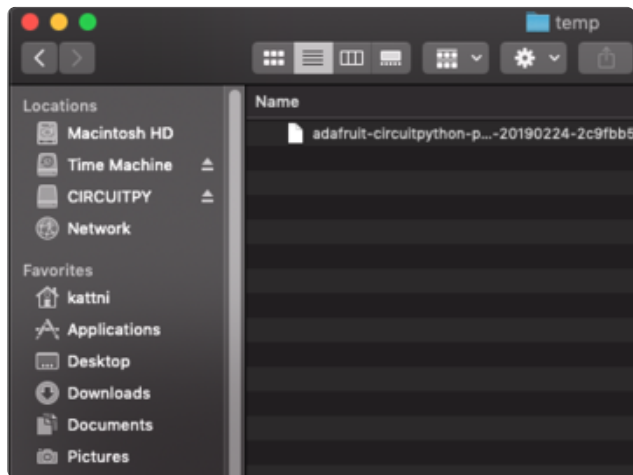 temp
Locations
Name
Macintosh HD
adafruit-circuitpython-p...-20190224-2c9fbb5
Time Machine
CIRCUITPY
Network
Favorites
kattni
Applications
Desktop
Downloads
Documents
Pictures